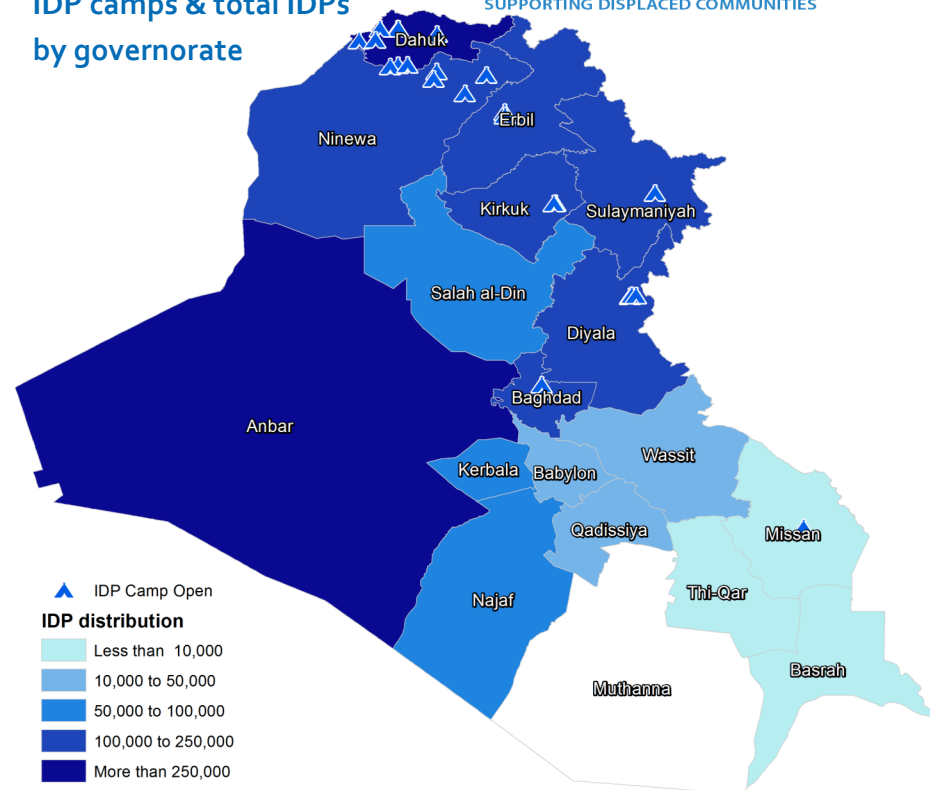 IDP camps & total IDPs
by governorate
SUPPORTING DISPLACED COMMUNITIES
Dahuk
Ninewa
Erbil
Kirkuk
Sulaymaniyah
Salah al-Din
Diyala
Baghdad
Anbar
Kerbala
Babylon
Wassit
Qadissiya
Missan
Najaf
Thi-Qar
Basrah
Muthanna
IDP Camp Open
IDP distribution
Less than 10,000
10,000 to 50,000
50,000 to 100,000
100,000 to 250,000
More than 250,000